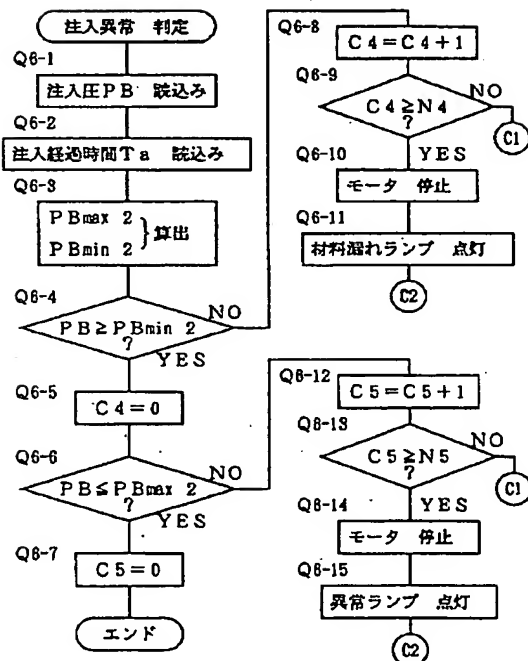 注入異常 判定
Q6-1
注入圧PB 読込み
Q6-2
注入経過時間Ta 読込み
Q6-3
PBmax 2
PBmin 2
}算出
Q6-4
PB≧PBmin 2
?
NO
YES
Q6-5
C4=0
Q6-6
PB≦PBmax 2
?
NO
YES
Q6-7
C5=0
エンド
Q6-8
C4=C4+1
Q6-9
C4≧N4
?
NO
C1
YES
Q6-10
モータ 停止
Q6-11
材料漏れランプ 点灯
C2
Q6-12
C5=C5+1
Q6-13
C5≧N5
?
NO
C1
YES
Q6-14
モータ 停止
Q6-15
異常ランプ 点灯
C2